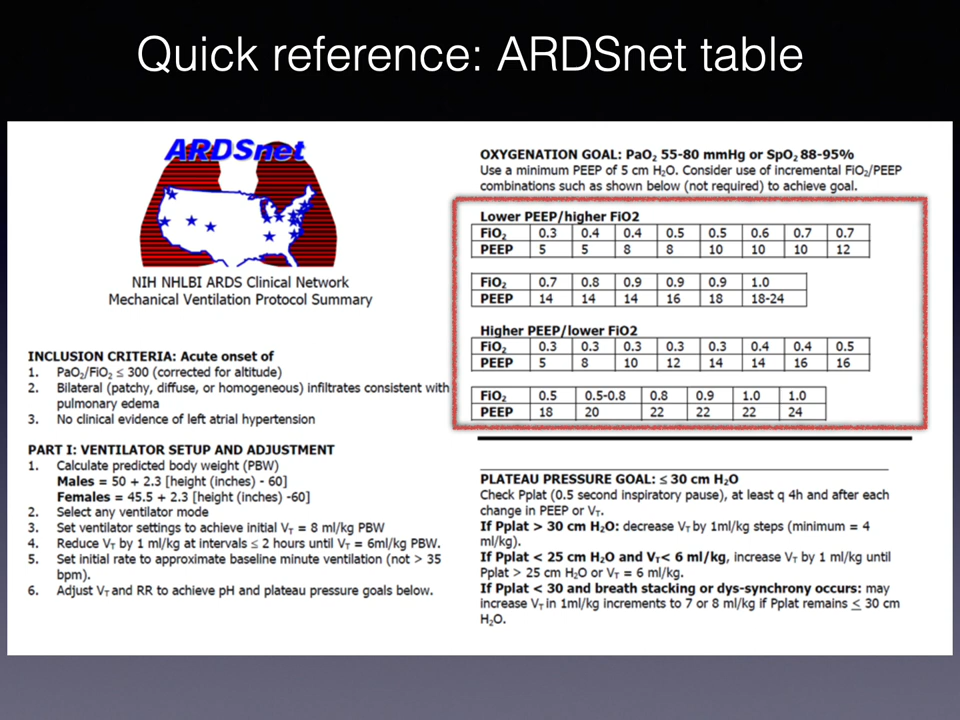 Quick reference: ARDSnet table
ARDSnet
NIH NHLBI ARDS Clinical Network
Mechanical Ventilation Protocol Summary
INCLUSION CRITERIA: Acute onset of
1. PaO₂/FiO₂ ≤ 300 (corrected for altitude)
2. Bilateral (patchy, diffuse, or homogeneous) infiltrates consistent with
pulmonary edema
3. No clinical evidence of left atrial hypertension
PART I: VENTILATOR SETUP AND ADJUSTMENT
1. Calculate predicted body weight (PBW)
Males = 50 + 2.3 [height (inches) - 60]
Females = 45.5 + 2.3 [height (inches) -60]
2. Select any ventilator mode
3. Set ventilator settings to achieve initial V_T = 8 ml/kg PBW
4. Reduce V_T by 1 ml/kg at intervals ≤ 2 hours until V_T = 6ml/kg PBW.
5. Set initial rate to approximate baseline minute ventilation (not > 35
bpm).
6. Adjust V_T and RR to achieve pH and plateau pressure goals below.
OXYGENATION GOAL: PaO₂ 55-80 mmHg or SpO₂ 88-95%
Use a minimum PEEP of 5 cm H₂O. Consider use of incremental FiO₂/PEEP
combinations such as shown below (not required) to achieve goal.
Lower PEEP/higher FiO2
FiO₂ 0.3 0.4 0.4 0.5 0.5 0.6 0.7 0.7
PEEP 5 5 8 8 10 10 10 12
FiO₂ 0.7 0.8 0.9 0.9 0.9 1.0
PEEP 14 14 14 16 18 18-24
Higher PEEP/lower FiO2
FiO₂ 0.3 0.3 0.3 0.3 0.3 0.4 0.4 0.5
PEEP 5 8 10 12 14 14 16 16
FiO₂ 0.5 0.5-0.8 0.8 0.9 1.0 1.0
PEEP 18 20 22 22 22 24
PLATEAU PRESSURE GOAL: ≤ 30 cm H₂O
Check Pplat (0.5 second inspiratory pause), at least q 4h and after each
change in PEEP or V_T.
If Pplat > 30 cm H₂O: decrease V_T by 1ml/kg steps (minimum = 4
ml/kg).
If Pplat < 25 cm H₂O and V_T< 6 ml/kg, increase V_T by 1 ml/kg until
Pplat > 25 cm H₂O or V_T = 6 ml/kg.
If Pplat < 30 and breath stacking or dys-synchrony occurs: may
increase V_T in 1ml/kg increments to 7 or 8 ml/kg if Pplat remains ≤ 30 cm
H₂O.